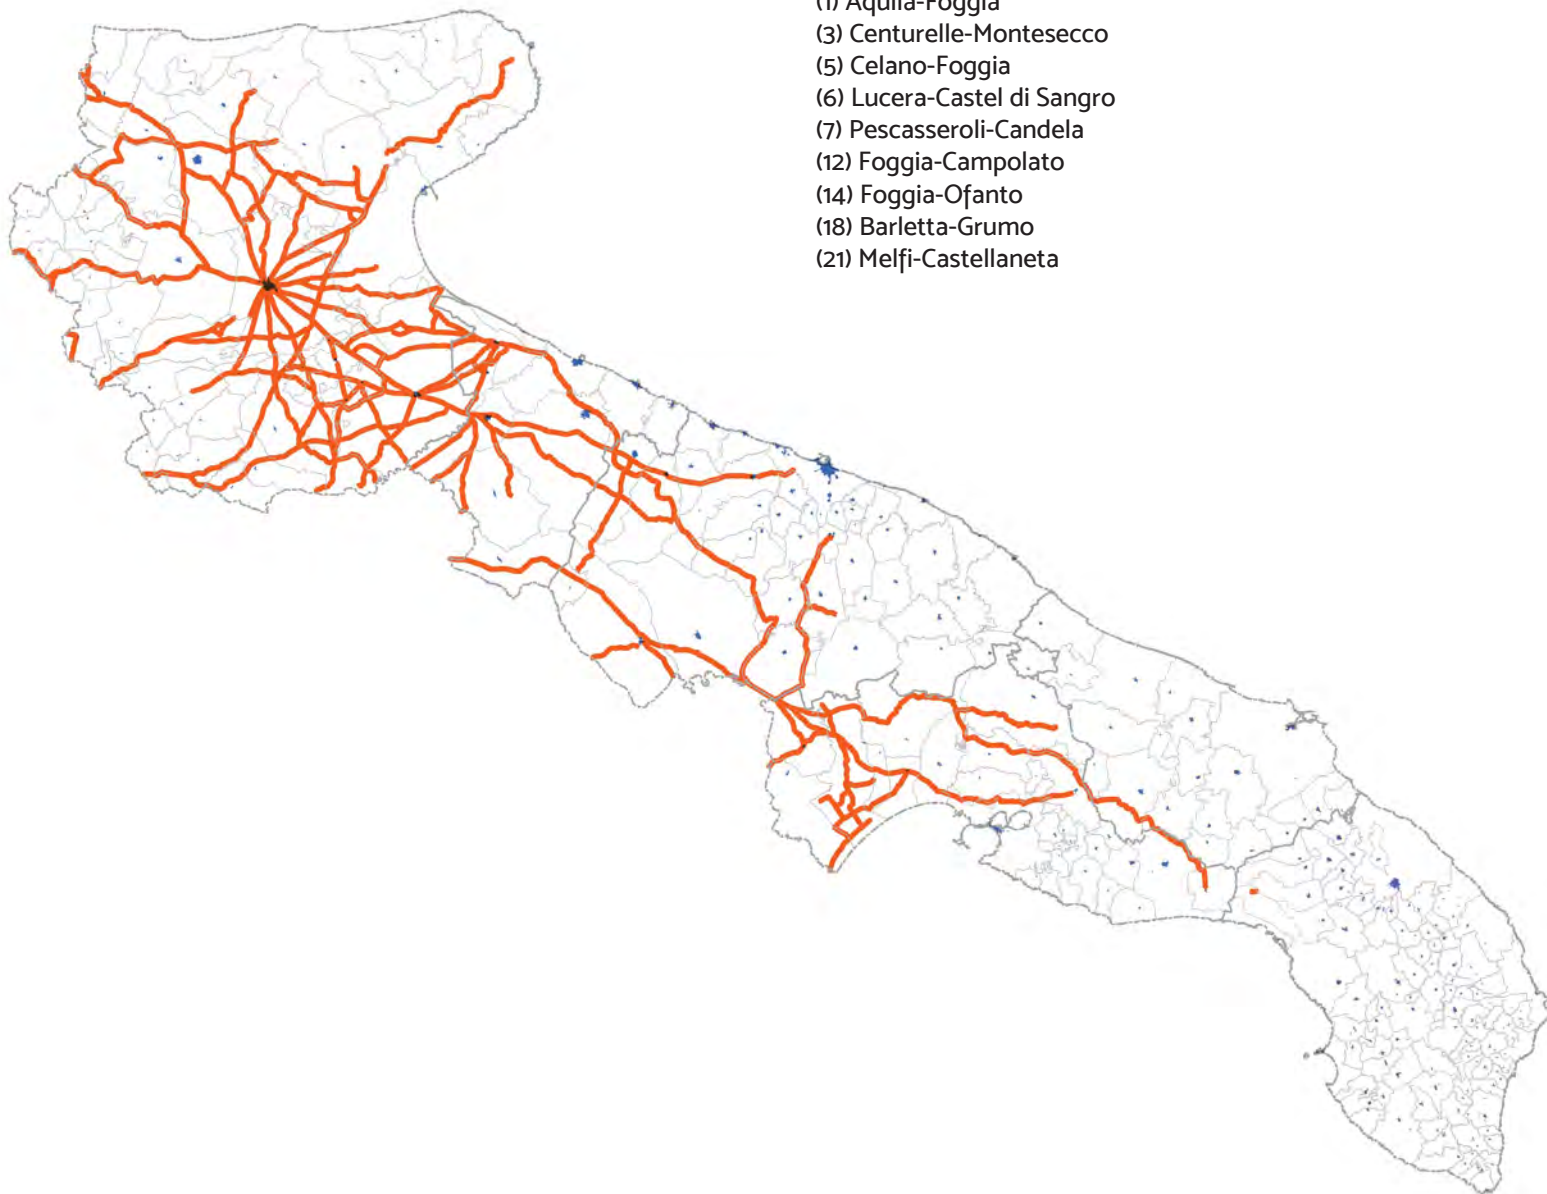 (1) Aquila-Foggia
(3) Centurelle-Montesecco
(5) Celano-Foggia
(6) Lucera-Castel di Sangro
(7) Pescasseroli-Candela
(12) Foggia-Campolato
(14) Foggia-Ofanto
(18) Barletta-Grumo
(21) Melfi-Castellaneta